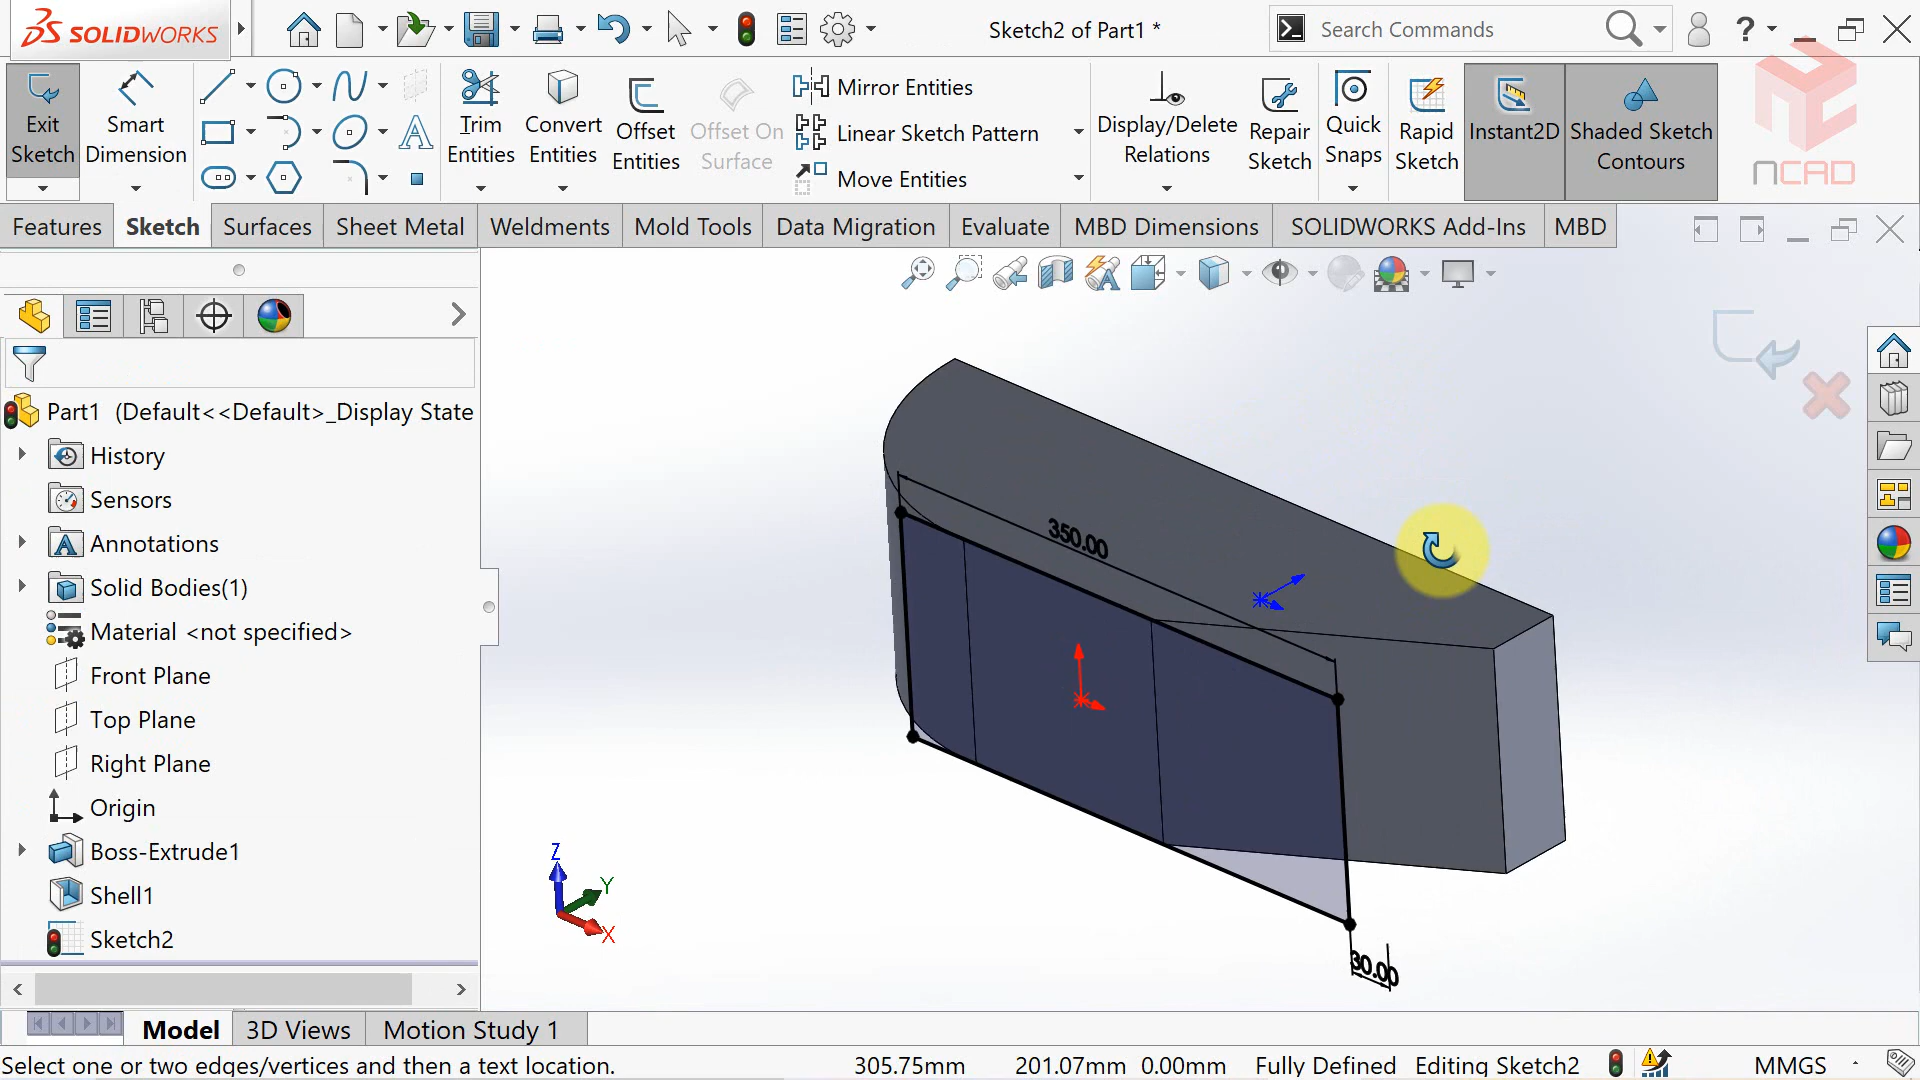 SOLIDWORKS
Sketch2 of Part1 *
Search Commands
?
Exit Sketch
Smart Dimension
Trim Entities
Convert Entities
Offset Entities
Offset On Surface
Mirror Entities
Linear Sketch Pattern
Move Entities
Display/Delete Relations
Repair Sketch
Quick Snaps
Rapid Sketch
Instant2D
Shaded Sketch Contours
NCAD
Features
Sketch
Surfaces
Sheet Metal
Weldments
Mold Tools
Data Migration
Evaluate
MBD Dimensions
SOLIDWORKS Add-Ins
MBD
Part1 (Default<<Default>_Display State
History
Sensors
Annotations
Solid Bodies(1)
Material <not specified>
Front Plane
Top Plane
Right Plane
Origin
Boss-Extrude1
Shell1
Sketch2
350.00
30.00
Z
Y
X
Model
3D Views
Motion Study 1
Select one or two edges/vertices and then a text location.
305.75mm
201.07mm
0.00mm
Fully Defined
Editing Sketch2
MMGS